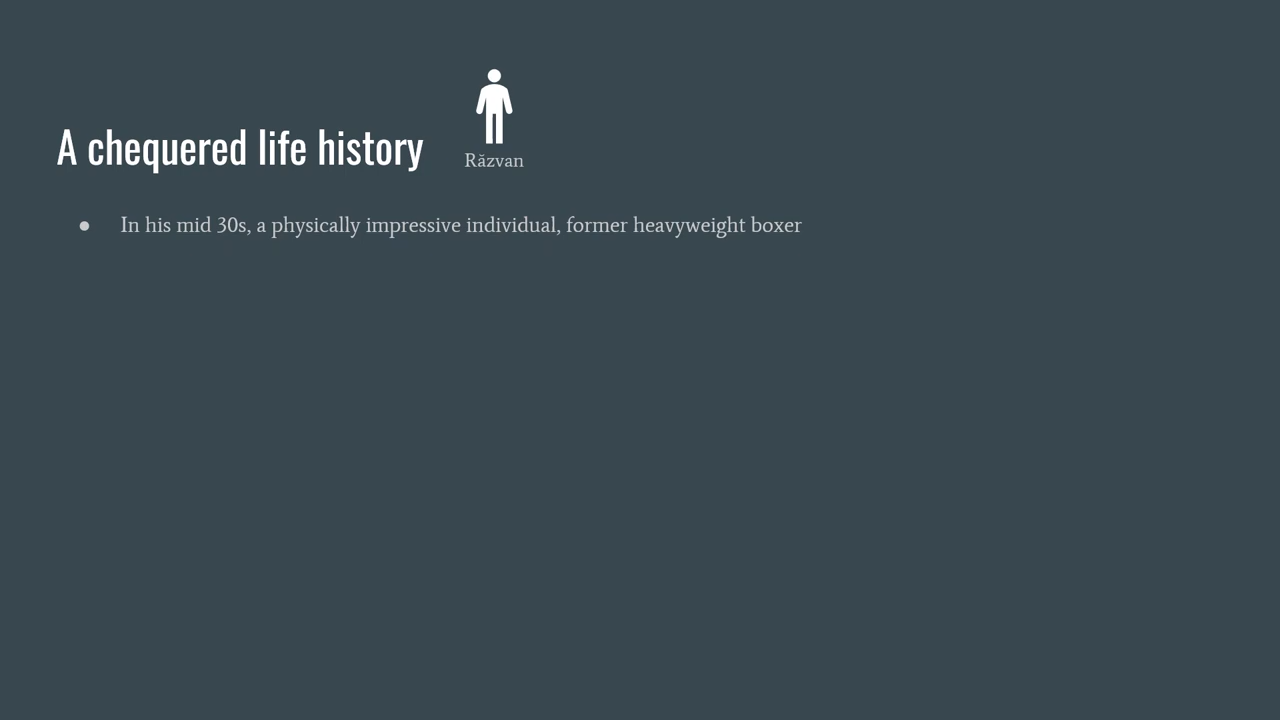 A chequered life history
Răzvan
● In his mid 30s, a physically impressive individual, former heavyweight boxer